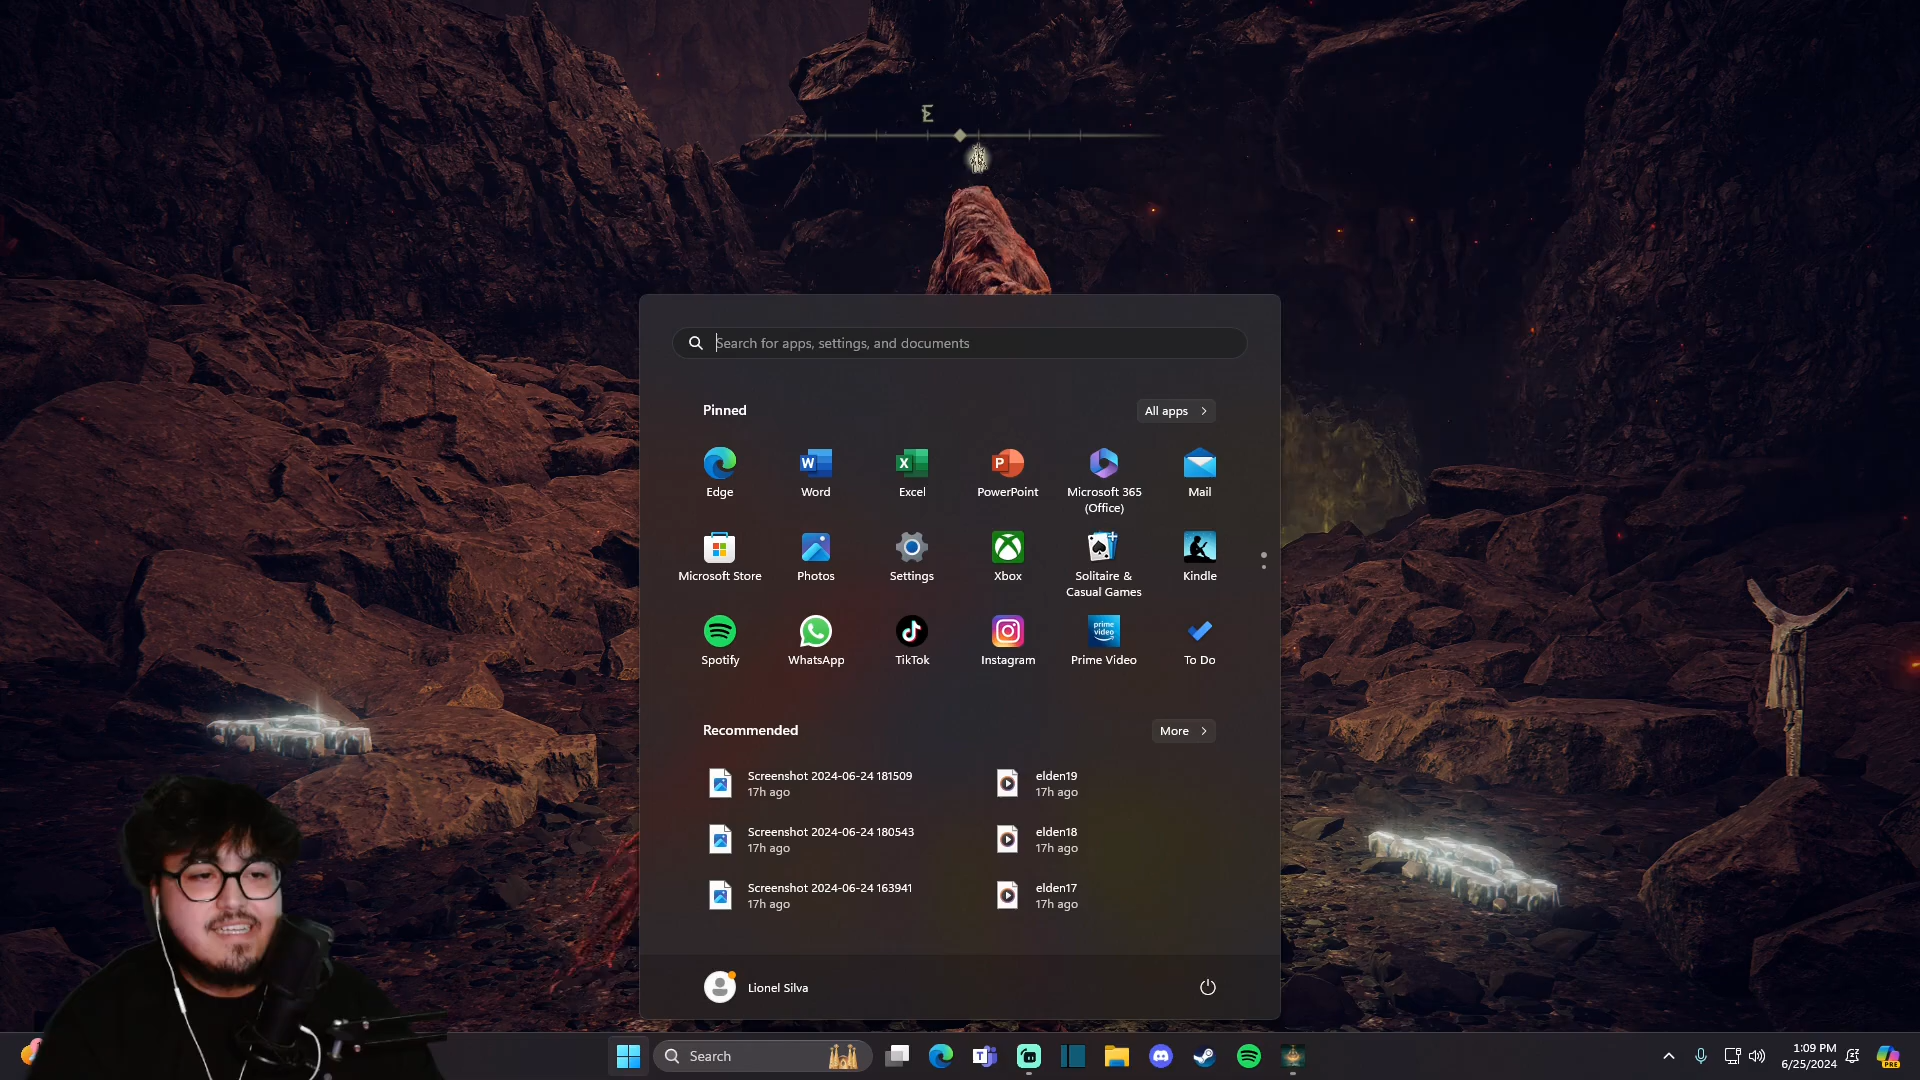 E
Search for apps, settings, and documents
Pinned
All apps
Edge
Word
Excel
PowerPoint
Microsoft 365
(Office)
Mail
Microsoft Store
Photos
Settings
Xbox
Solitaire &
Casual Games
Kindle
prime
video
Spotify
WhatsApp
TikTok
Instagram
Prime Video
To Do
Recommended
More
Screenshot 2024-06-24 181509
17h ago
elden19
17h ago
Screenshot 2024-06-24 180543
17h ago
elden18
17h ago
Screenshot 2024-06-24 163941
17h ago
elden17
17h ago
Lionel Silva
Search
1:09 PM
6/25/2024
PRE